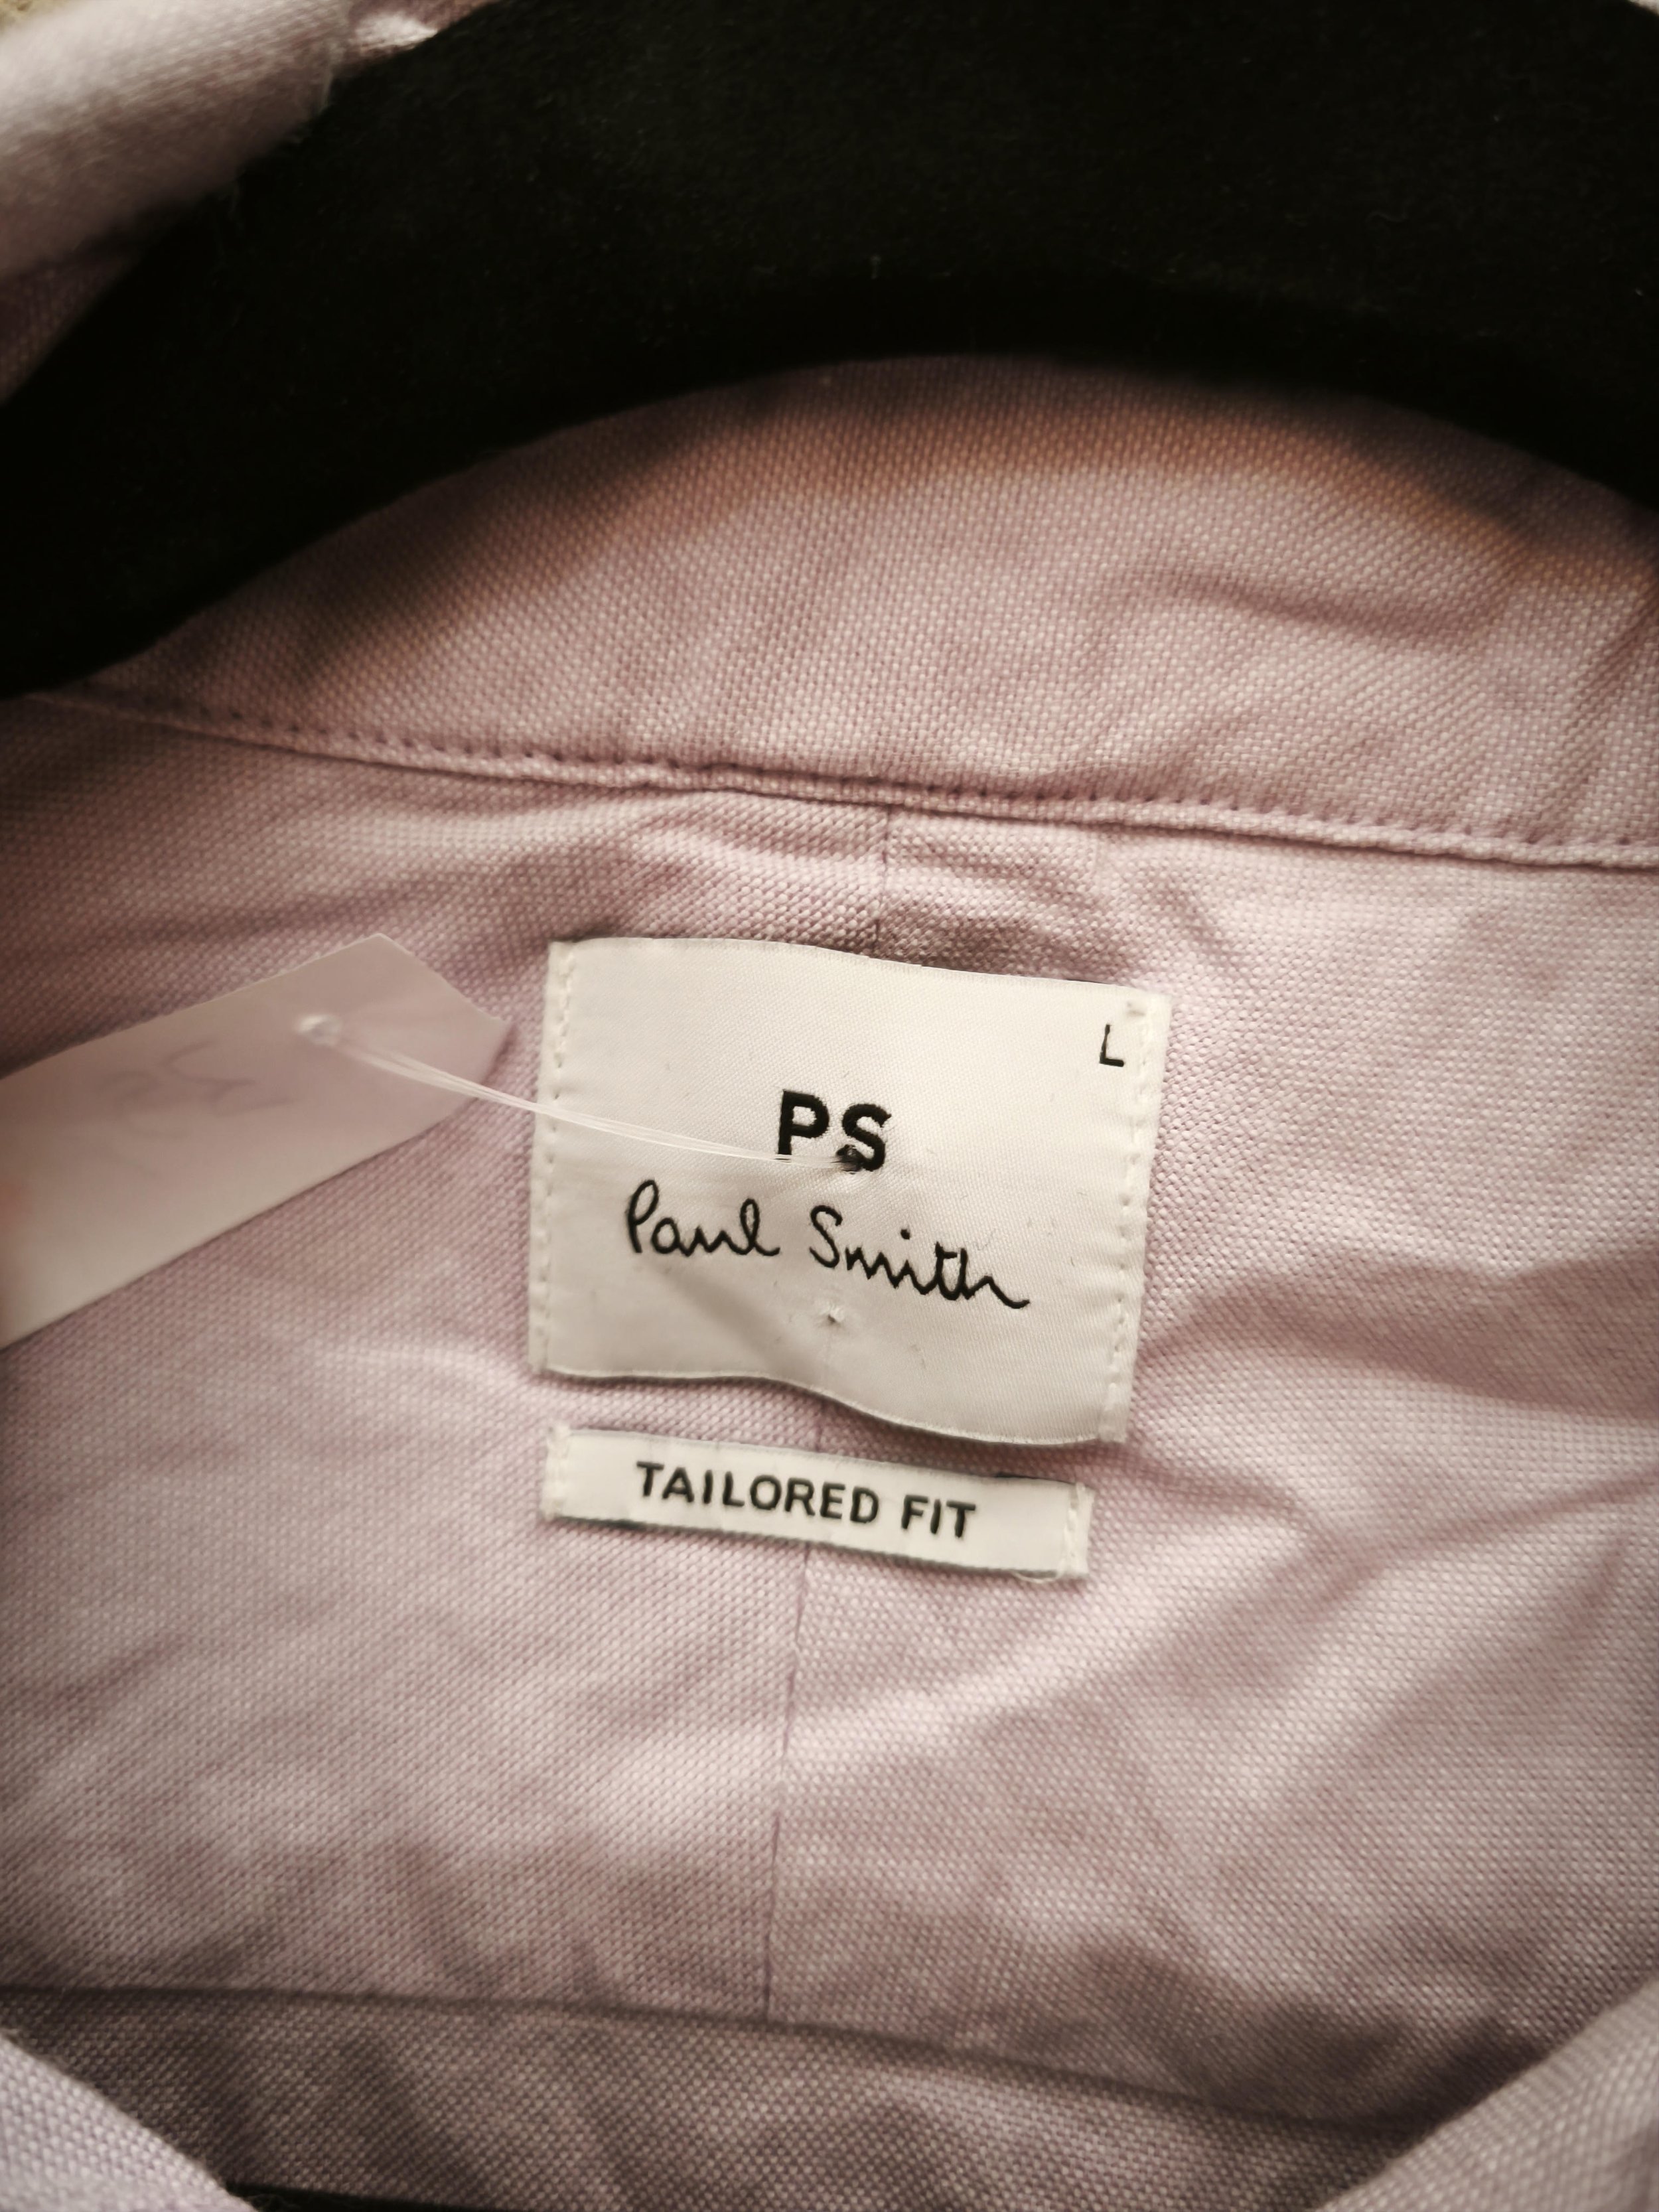 L
PS
Paul Smith
TAILORED FIT